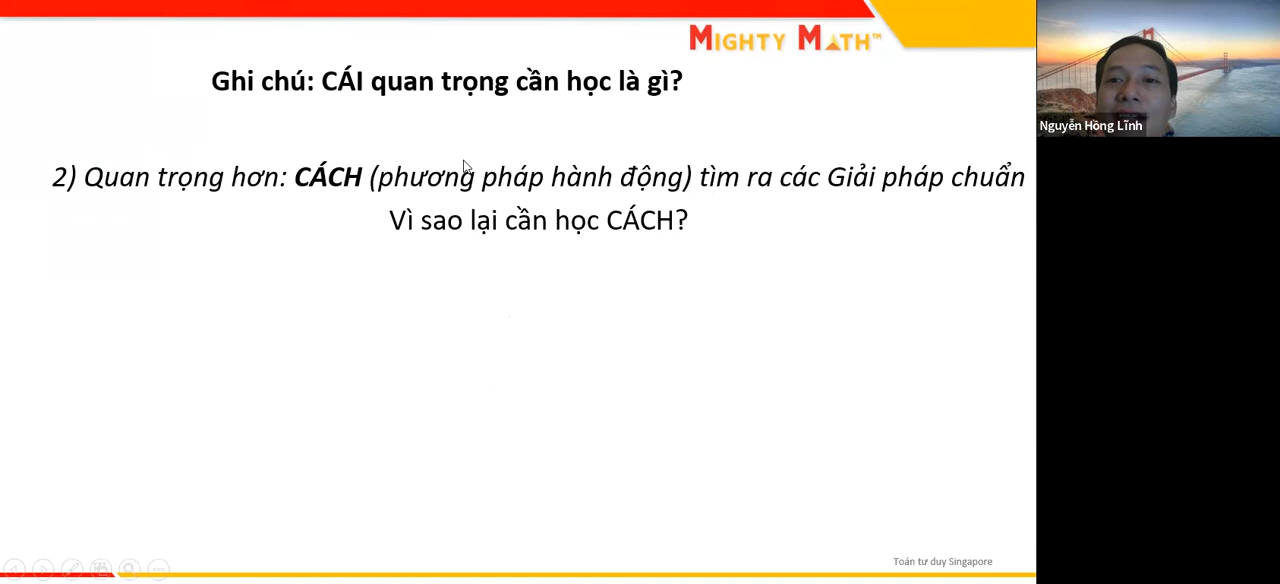 MIGHTY MATH™
Ghi chú: CÁI quan trọng cần học là gì?
Nguyễn Hồng Lĩnh
2) Quan trọng hơn: CÁCH (phương pháp hành động) tìm ra các Giải pháp chuẩn
Vì sao lại cần học CÁCH?
Toán tư duy Singapore